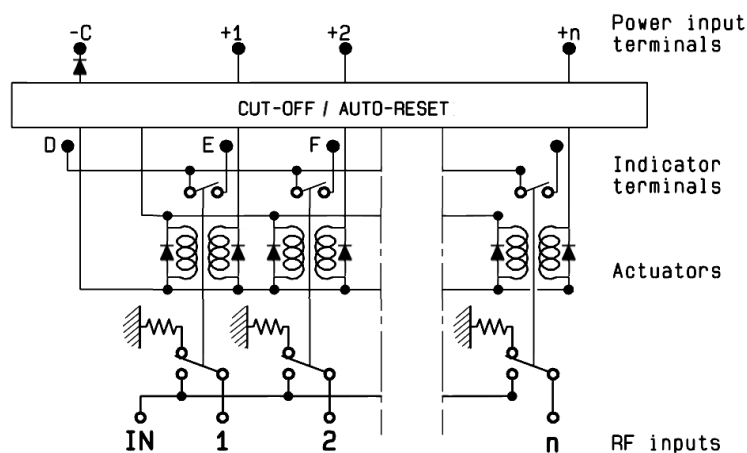 -C +1 +2 +n Power input
terminals
CUT-OFF / AUTO-RESET
D E F Indicator
terminals
Actuators
IN 1 2 n RF inputs